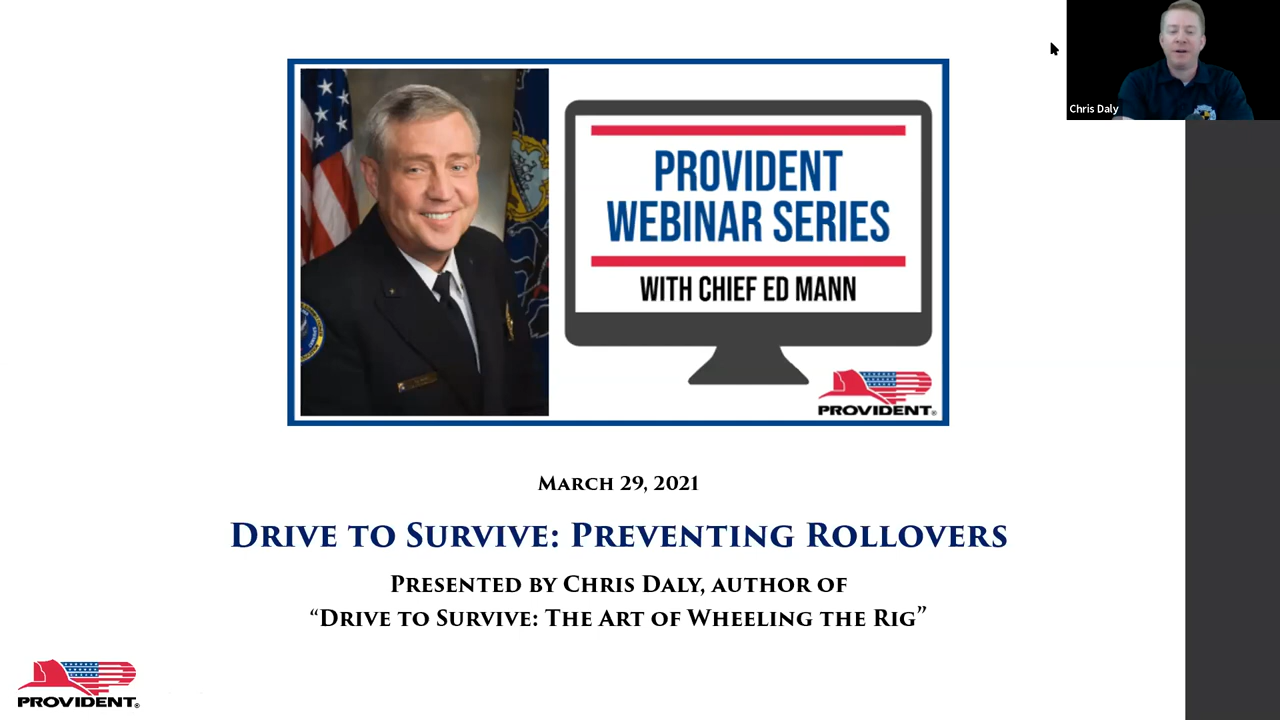 Chris Daly
PROVIDENT
WEBINAR SERIES
WITH CHIEF ED MANN
PROVIDENT®
March 29, 2021
Drive to Survive: Preventing Rollovers
Presented by Chris Daly, author of
“Drive to Survive: The Art of Wheeling the Rig”
PROVIDENT®